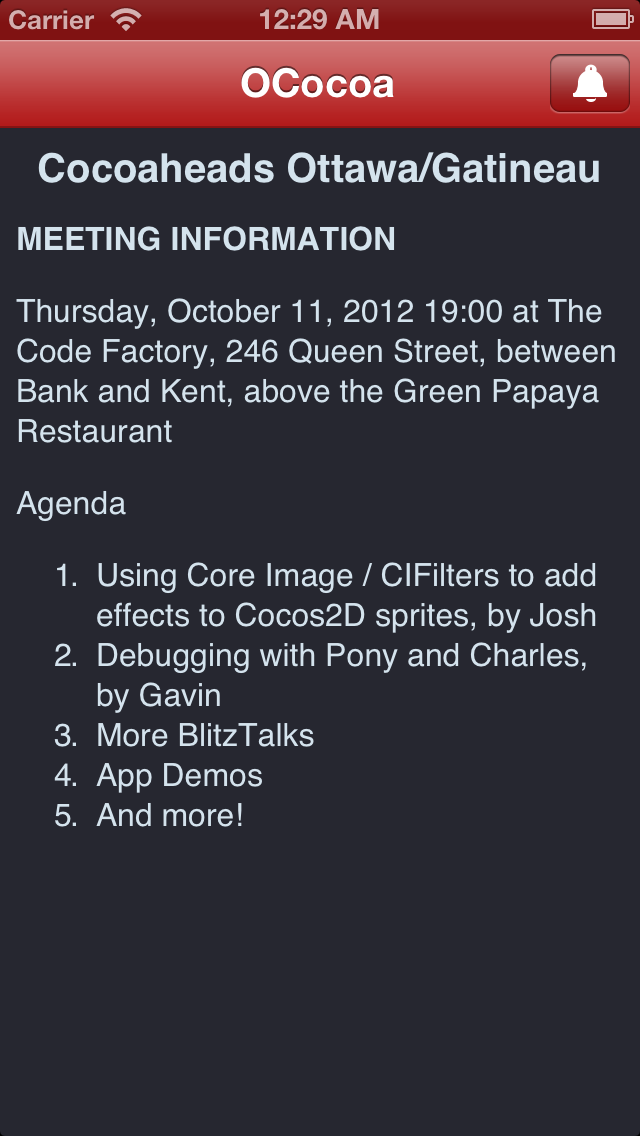 Carrier 12:29 AM
OCocoa
Cocoaheads Ottawa/Gatineau
MEETING INFORMATION
Thursday, October 11, 2012 19:00 at The
Code Factory, 246 Queen Street, between
Bank and Kent, above the Green Papaya
Restaurant
Agenda
1. Using Core Image / CIFilters to add
effects to Cocos2D sprites, by Josh
2. Debugging with Pony and Charles,
by Gavin
3. More BlitzTalks
4. App Demos
5. And more!